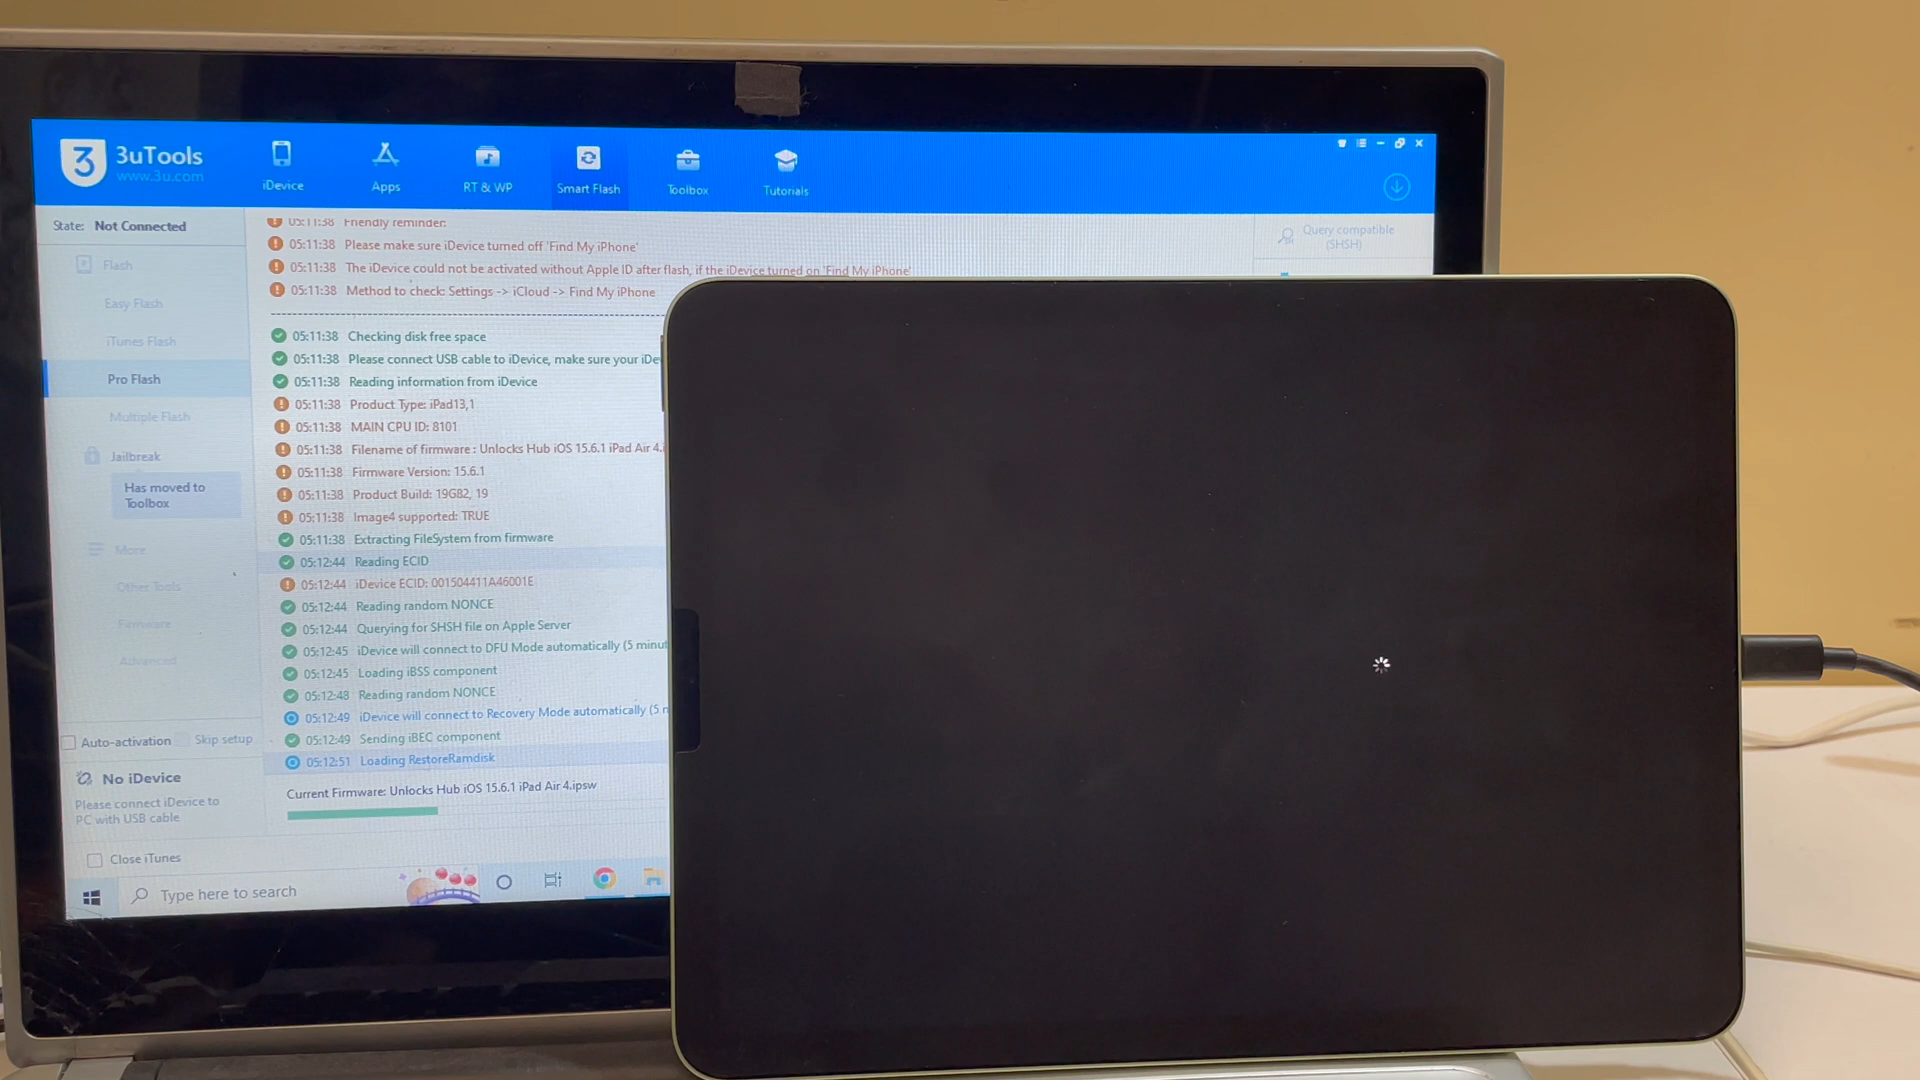 3 3uTools
www.3u.com
iDevice
Apps
RT & WP
Smart Flash
Toolbox
Tutorials
State: Not Connected
Flash
Easy Flash
iTunes Flash
Pro Flash
Multiple Flash
Jailbreak
Has moved to
Toolbox
More
Other Tools
Firmware
Advanced
Auto-activation Skip setup
No iDevice
Please connect iDevice to
PC with USB cable
Close iTunes
05:11:38 Friendly reminder:
05:11:38 Please make sure iDevice turned off 'Find My iPhone'
05:11:38 The iDevice could not be activated without Apple ID after flash, if the iDevice turned on 'Find My iPhone'
05:11:38 Method to check: Settings -> iCloud -> Find My iPhone
05:11:38 Checking disk free space
05:11:38 Please connect USB cable to iDevice, make sure your iDe
05:11:38 Reading information from iDevice
05:11:38 Product Type: iPad13,1
05:11:38 MAIN CPU ID: 8101
05:11:38 Filename of firmware : Unlocks Hub iOS 15.6.1 iPad Air 4.
05:11:38 Firmware Version: 15.6.1
05:11:38 Product Build: 19G82, 19
05:11:38 Image4 supported: TRUE
05:11:38 Extracting FileSystem from firmware
05:12:44 Reading ECID
05:12:44 iDevice ECID: 001504411A46001E
05:12:44 Reading random NONCE
05:12:44 Querying for SHSH file on Apple Server
05:12:45 iDevice will connect to DFU Mode automatically (5 minut
05:12:45 Loading iBSS component
05:12:48 Reading random NONCE
05:12:49 iDevice will connect to Recovery Mode automatically (5 m
05:12:49 Sending iBEC component
05:12:51 Loading RestoreRamdisk
Current Firmware: Unlocks Hub iOS 15.6.1 iPad Air 4.ipsw
Query compatible
(SHSH)
Type here to search